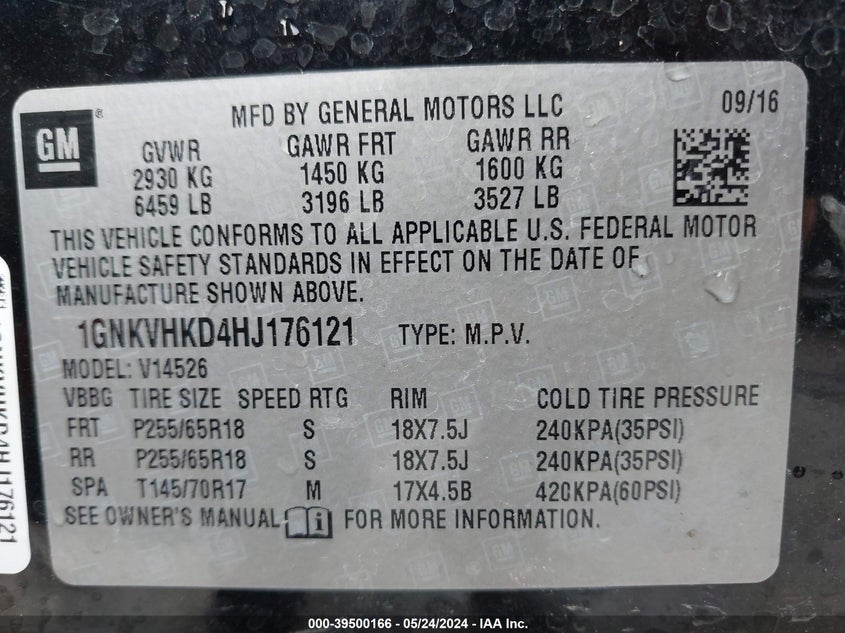 GM®
MFD BY GENERAL MOTORS LLC 09/16
GVWR GAWR FRT GAWR RR
2930 KG 1450 KG 1600 KG
6459 LB 3196 LB 3527 LB
THIS VEHICLE CONFORMS TO ALL APPLICABLE U.S. FEDERAL MOTOR
VEHICLE SAFETY STANDARDS IN EFFECT ON THE DATE OF
MANUFACTURE SHOWN ABOVE.
1GNKVHKD4HJ176121 TYPE: M.P.V.
MODEL: V14526
VBBG TIRE SIZE SPEED RTG RIM COLD TIRE PRESSURE
FRT P255/65R18 S 18X7.5J 240KPA(35PSI)
RR P255/65R18 S 18X7.5J 240KPA(35PSI)
SPA T145/70R17 M 17X4.5B 420KPA(60PSI)
SEE OWNER'S MANUAL i FOR MORE INFORMATION.
000-39500166 - 05/24/2024 - IAA Inc.